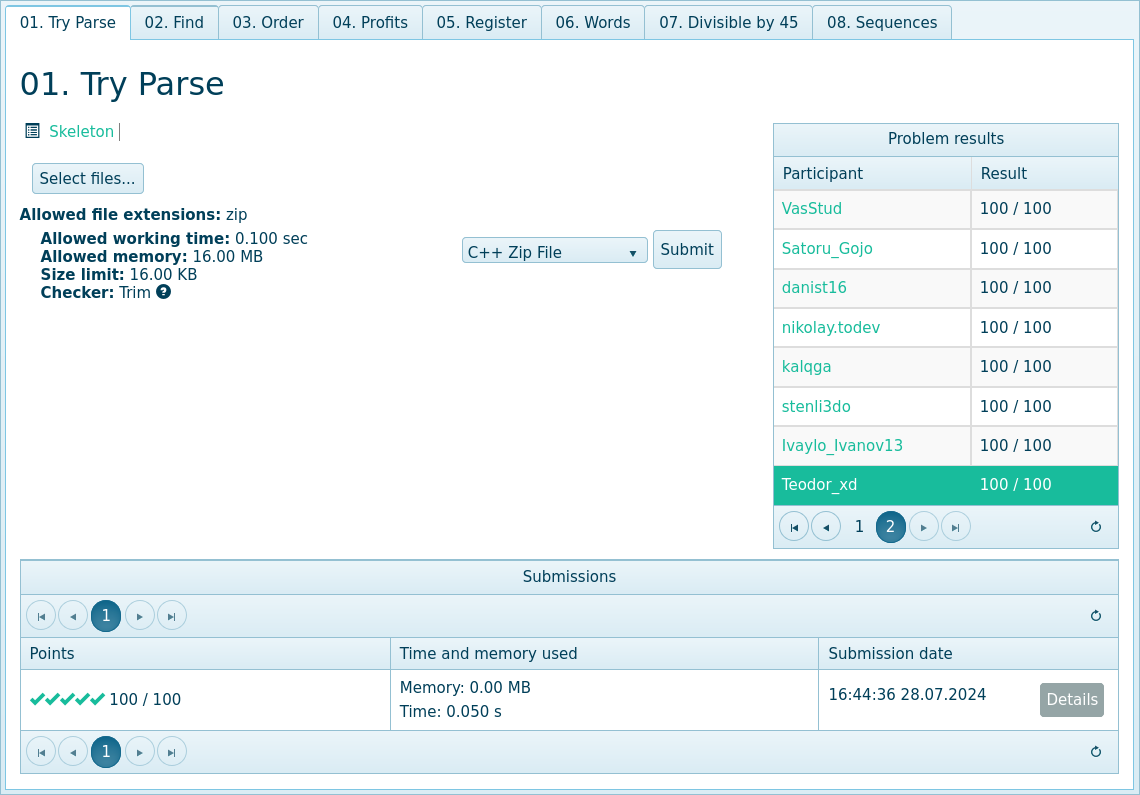 01. Try Parse 02. Find 03. Order 04. Profits 05. Register 06. Words 07. Divisible by 45 08. Sequences
01. Try Parse
Skeleton
Select files...
Allowed file extensions: zip
Allowed working time: 0.100 sec
Allowed memory: 16.00 MB
Size limit: 16.00 KB
Checker: Trim ?
C++ Zip File Submit
Problem results
Participant Result
VasStud 100 / 100
Satoru_Gojo 100 / 100
danist16 100 / 100
nikolay.todev 100 / 100
kalqga 100 / 100
stenli3do 100 / 100
Ivaylo_Ivanov13 100 / 100
Teodor_xd 100 / 100
1 2
Submissions
1
Points Time and memory used Submission date
100 / 100
Memory: 0.00 MB
Time: 0.050 s
16:44:36 28.07.2024
Details
1